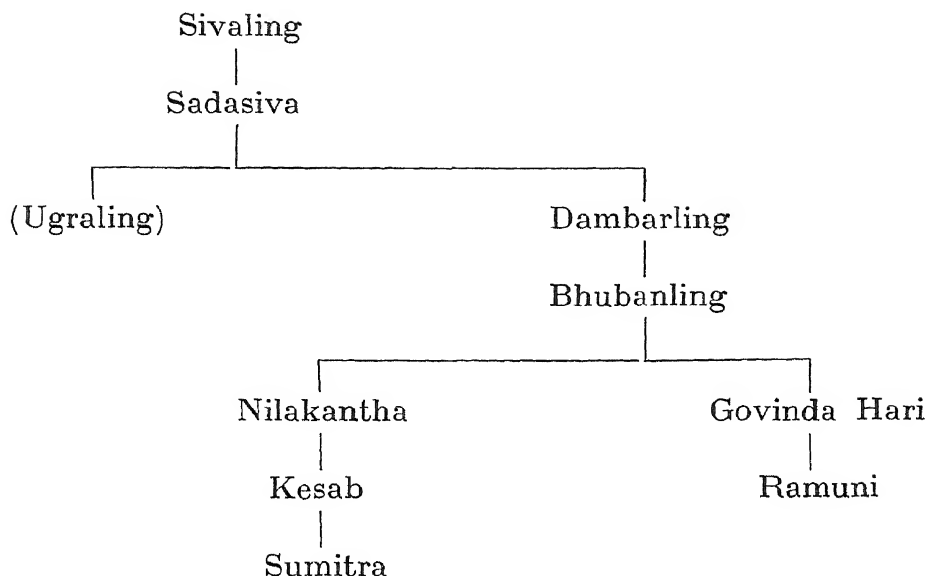 Sivaling
Sadasiva
(Ugraling) Dambarling
Bhubanling
Nilakantha Govinda Hari
Kesab Ramuni
Sumitra